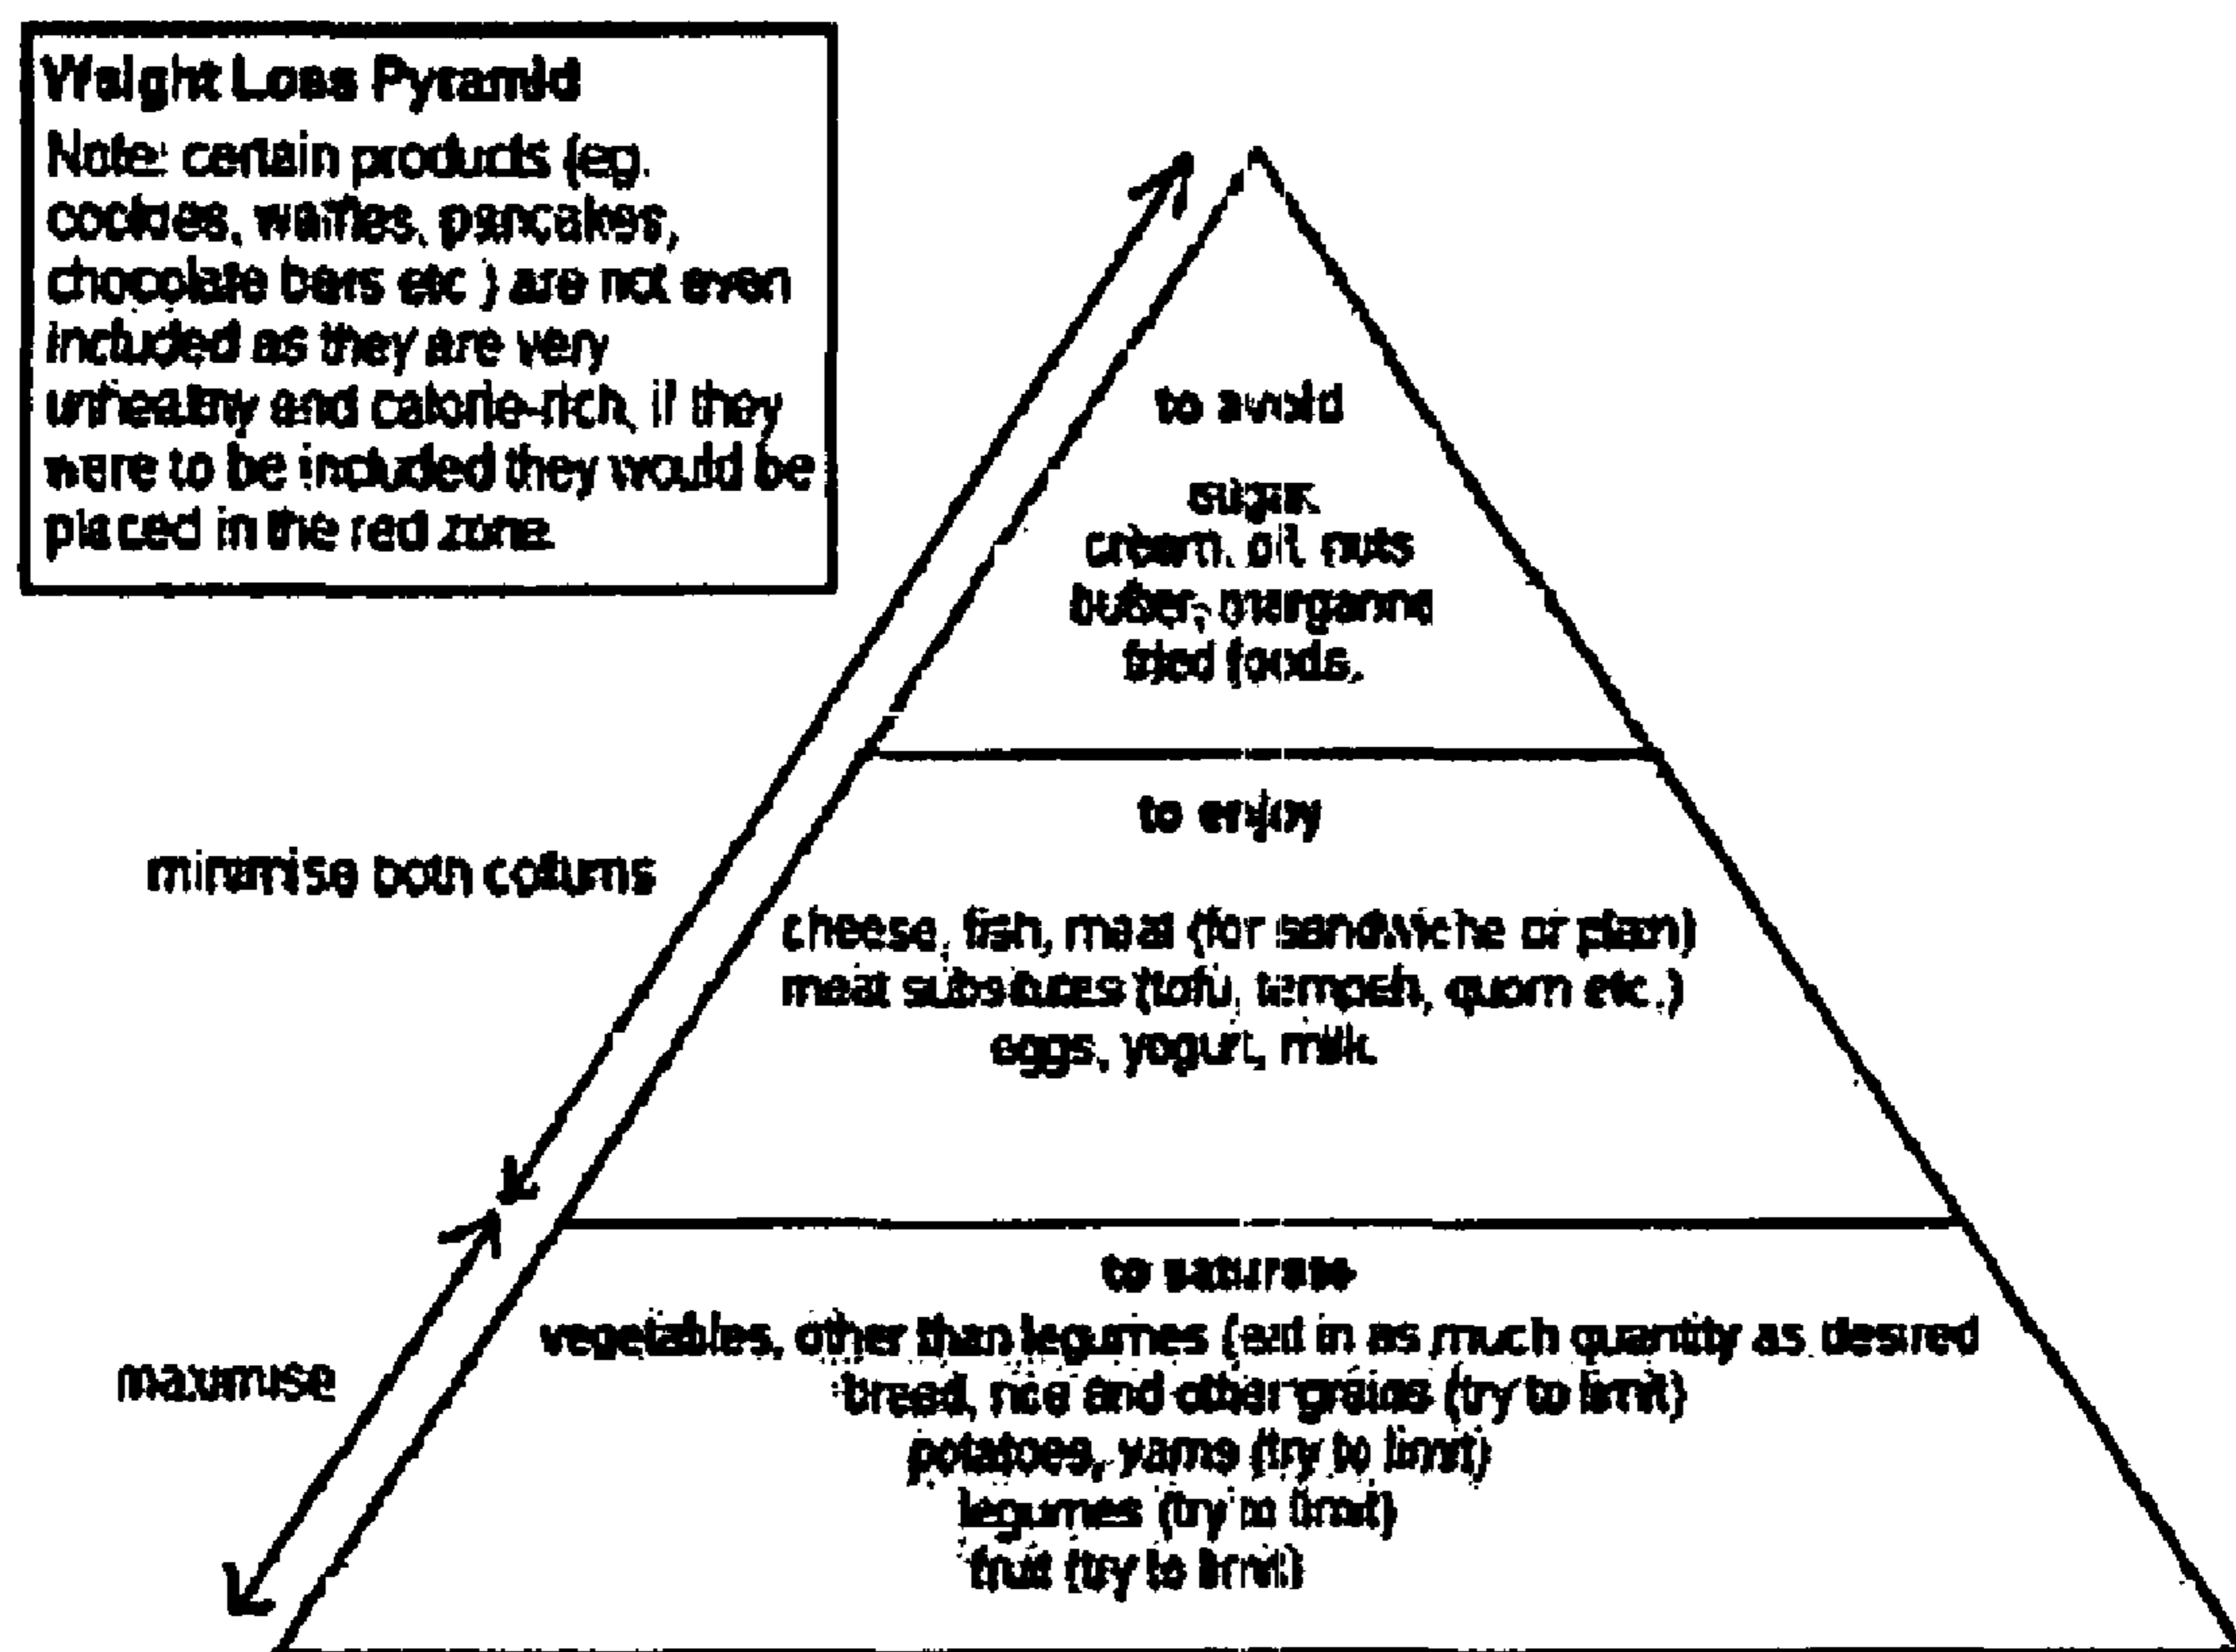 Weight Loss Pyramid
Note: certain products (eg.
cookies, waffles, pancakes,
chocolate bars etc.) are not even
included as they are very
unhealthy and calorie-rich, if they
were to be included they would be
placed in the red zone.
to avoid
sugar,
cream, oil, nuts
butter, margarine
fried foods,
to enjoy
minimise both collums
cheese, fish, meat (for sandwiche or plain)
meat subsitutes (tofu, tempeh, quorn etc.)
eggs, yogurt, milk
to saturate
vegetables, other than legumes (eat in as much quantity as desired
bread, rice and other grains (try to limit)
maximise
potatoes, yams (try to limit)
legumes (try to limit)
fruit (try to limit)